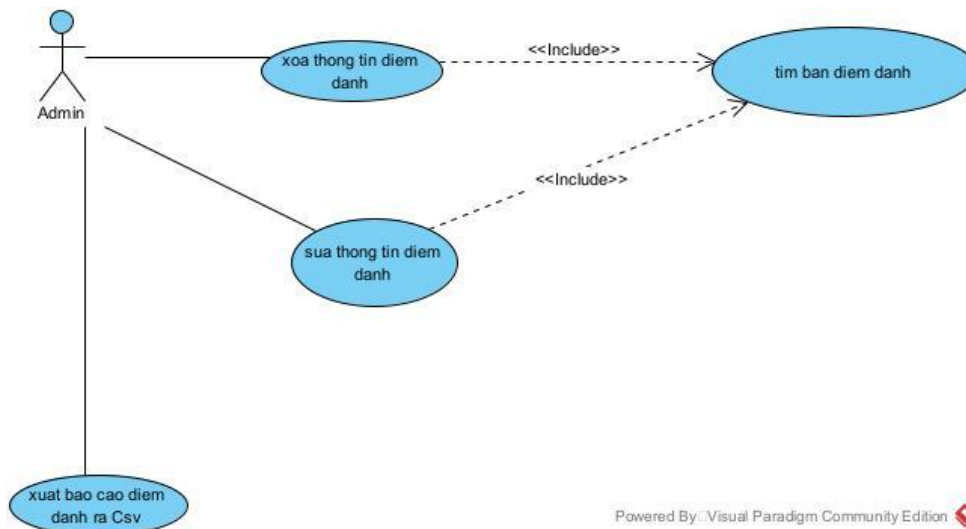 xoa thong tin diem
danh
<<Include>>
tim ban diem danh
Admin
<<Include>>
sua thong tin diem
danh
xuat bao cao diem
danh ra Csv
Powered By Visual Paradigm Community Edition